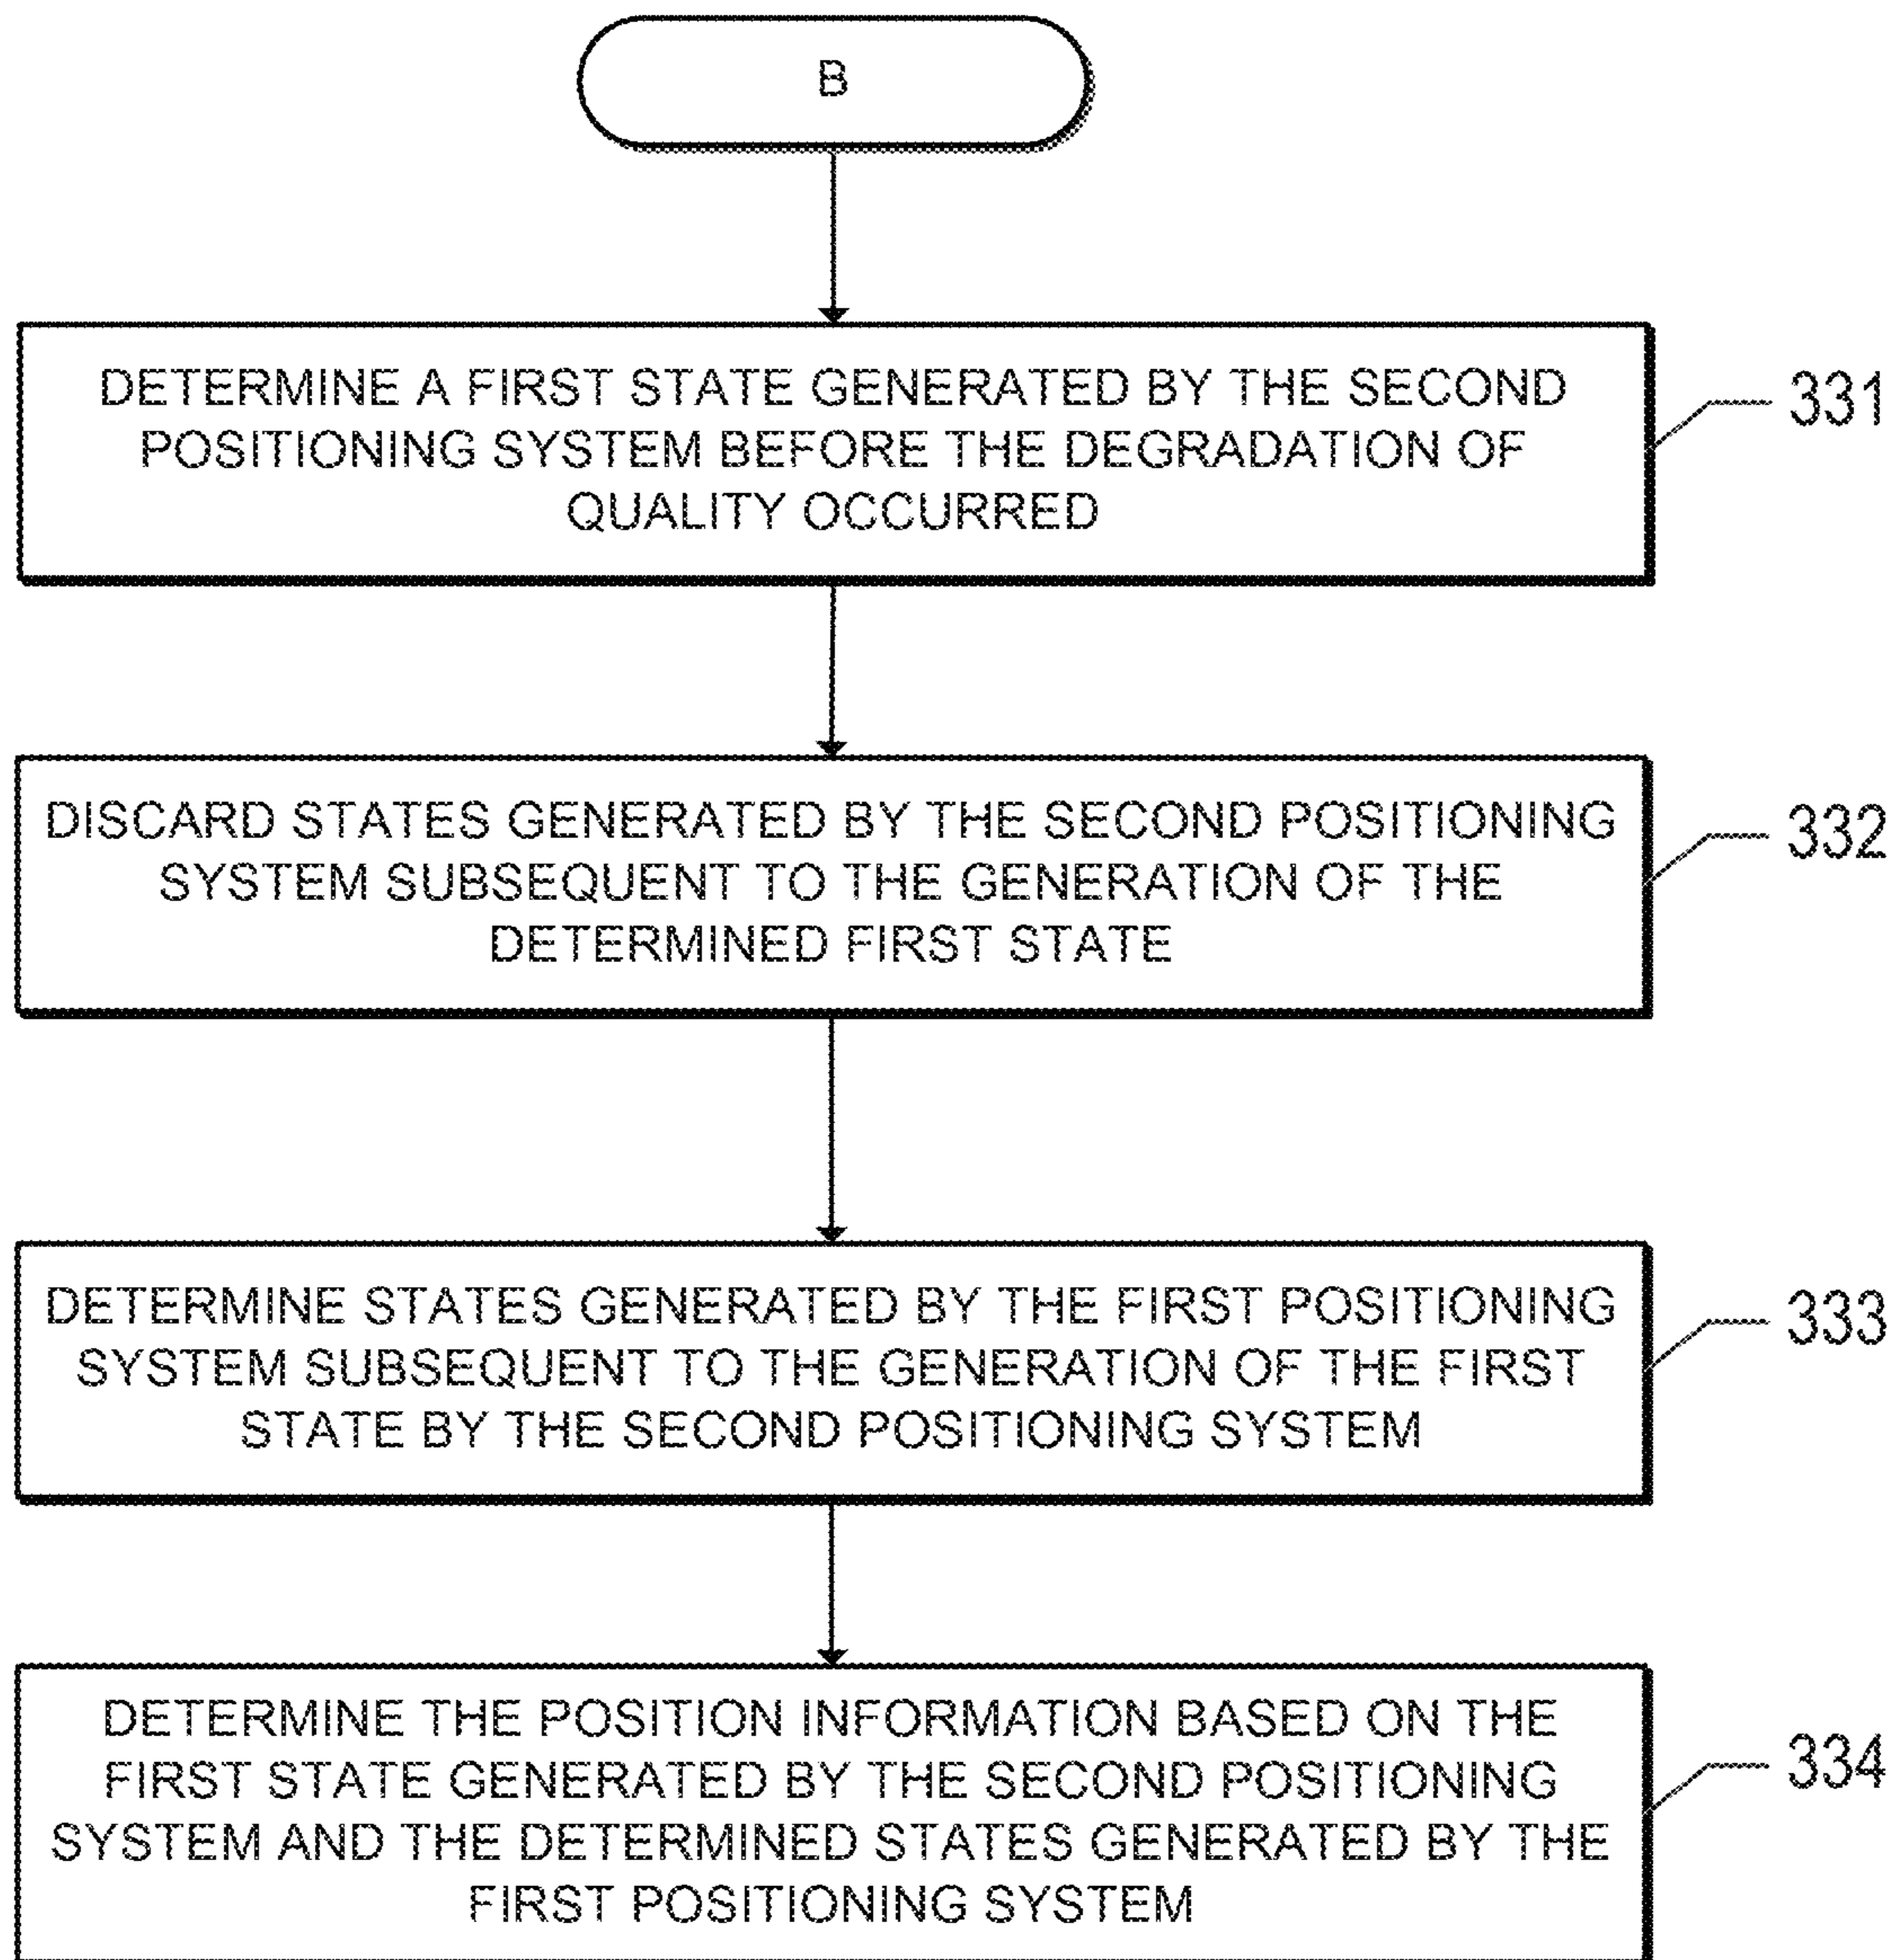 B
DETERMINE A FIRST STATE GENERATED BY THE SECOND
POSITIONING SYSTEM BEFORE THE DEGRADATION OF
QUALITY OCCURRED
331
DISCARD STATES GENERATED BY THE SECOND POSITIONING
SYSTEM SUBSEQUENT TO THE GENERATION OF THE
DETERMINED FIRST STATE
332
DETERMINE STATES GENERATED BY THE FIRST POSITIONING
SYSTEM SUBSEQUENT TO THE GENERATION OF THE FIRST
STATE BY THE SECOND POSITIONING SYSTEM
333
DETERMINE THE POSITION INFORMATION BASED ON THE
FIRST STATE GENERATED BY THE SECOND POSITIONING
SYSTEM AND THE DETERMINED STATES GENERATED BY THE
FIRST POSITIONING SYSTEM
334